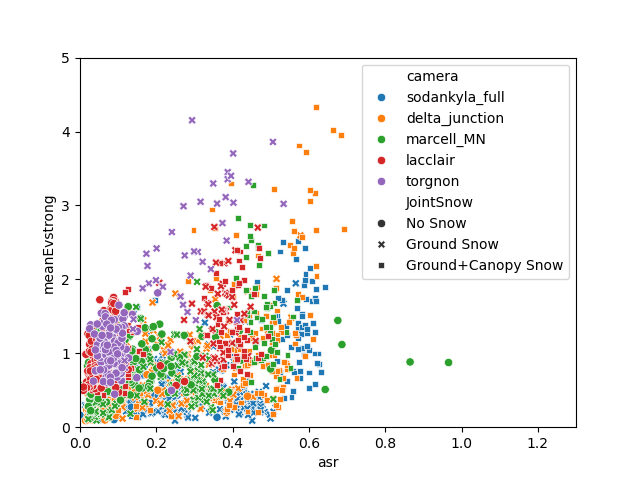 5
4
3
2
1
0
meanEvstrong
0.0 0.2 0.4 0.6 0.8 1.0 1.2
asr
camera
sodankyla_full
delta_junction
marcell_MN
lacclair
torgnon
JointSnow
No Snow
Ground Snow
Ground+Canopy Snow